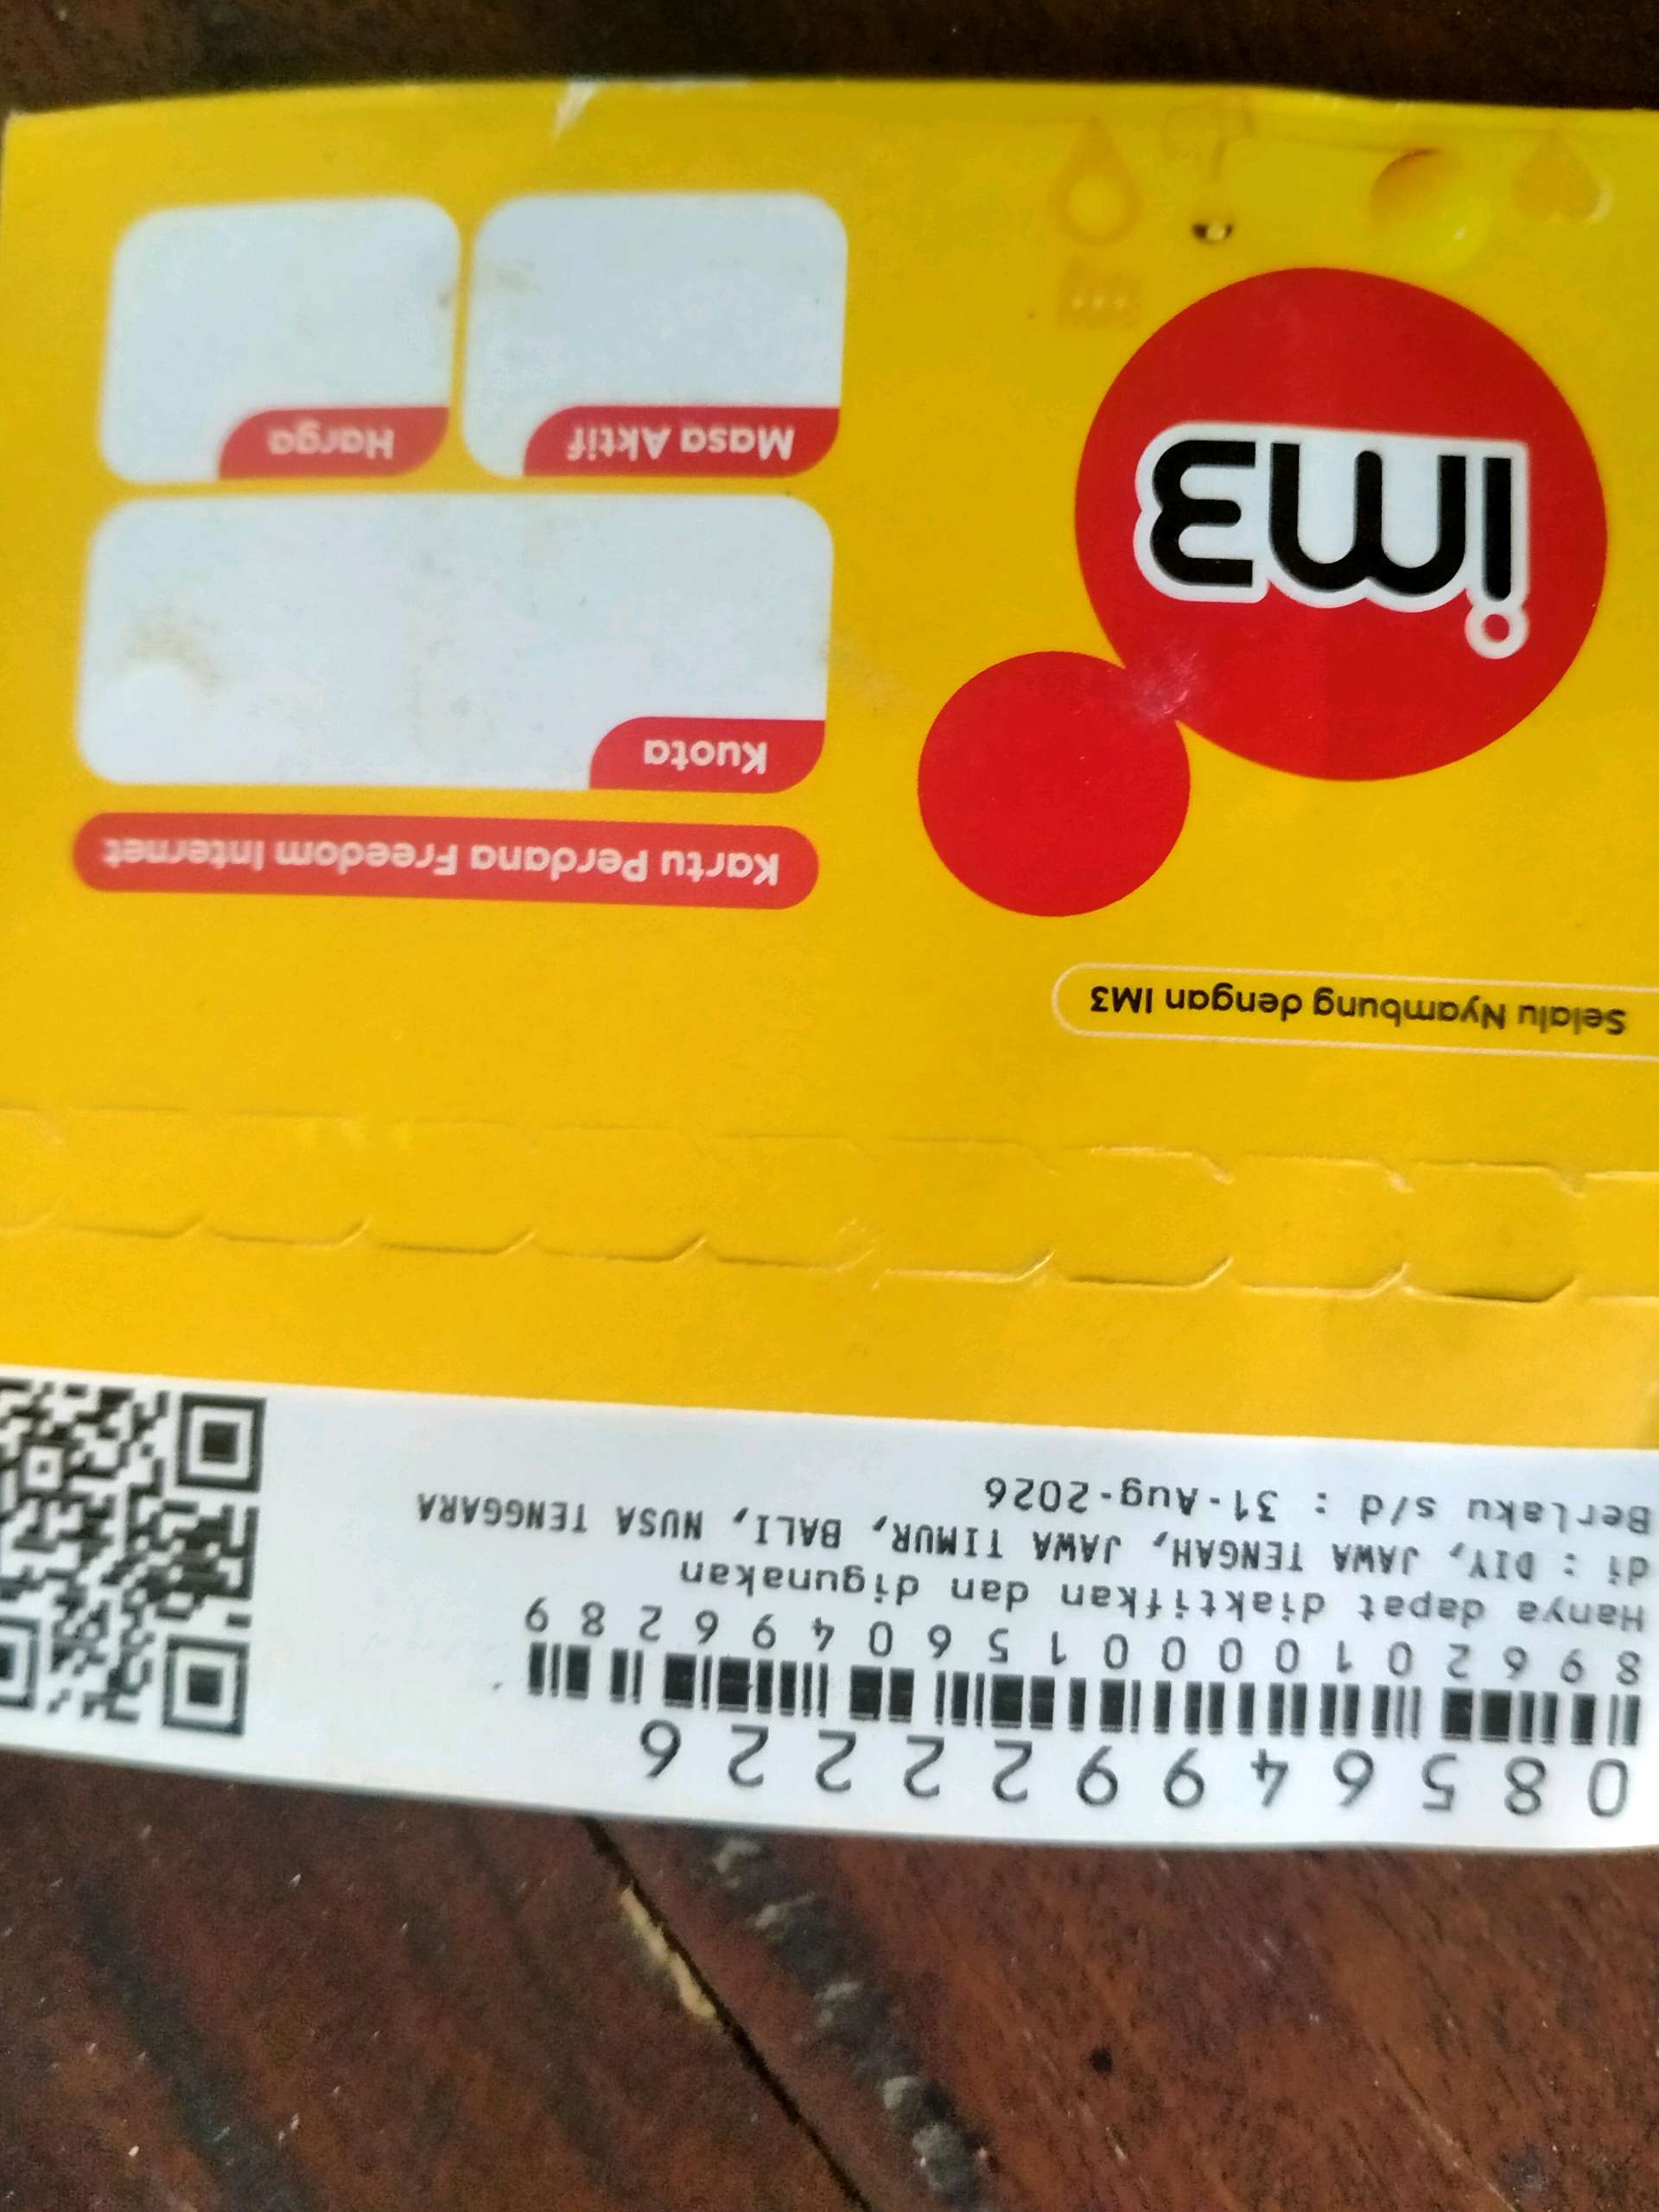 085649922226
89620100001560496289
Hanya dapat diaktifkan dan digunakan
di : DIY, JAWA TENGAH, JAWA TIMUR, BALI, NUSA TENGGARA
Berlaku s/d : 31-Aug-2026
Selalu Nyambung dengan IM3
im3
Kartu Perdana Freedom Internet
Kuota
Masa Aktif
Harga